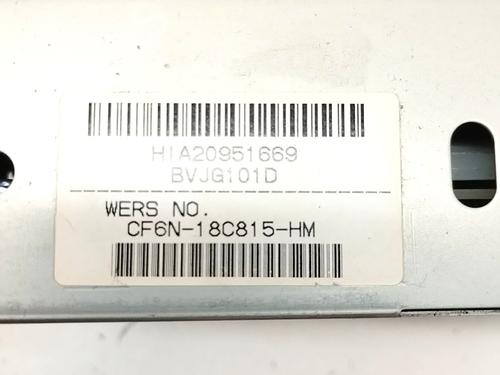 HIA20951669
BVJG101D
WERS NO.
CF6N-18C815-HM